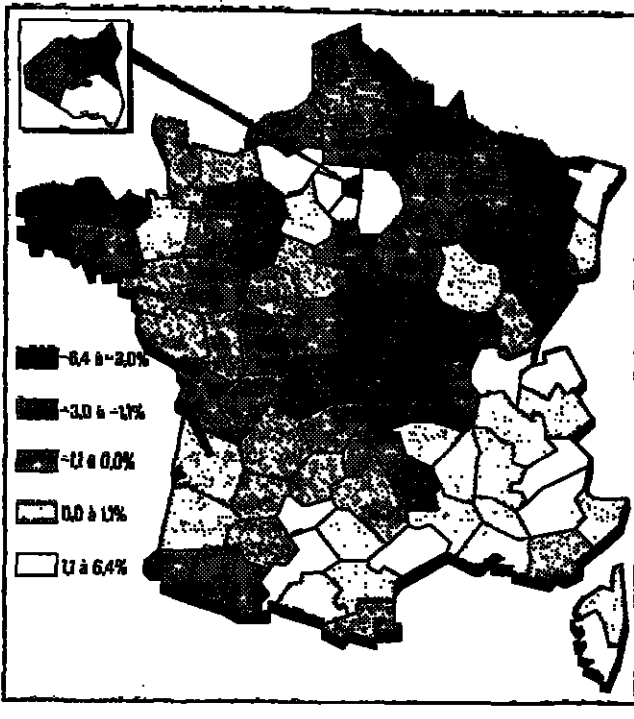 -6,4 à -3,0%
-3,0 à -1,1%
-1,1 à 0,0%
0,0 à 1,1%
1,1 à 6,4%